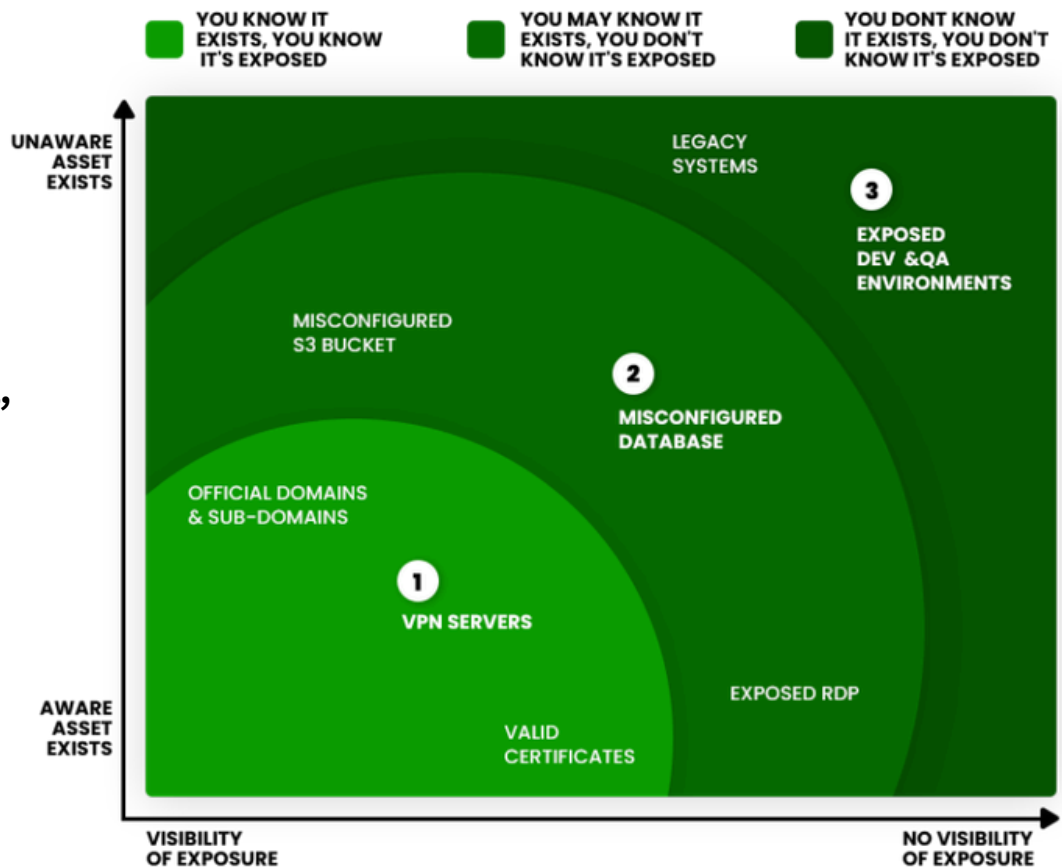 YOU KNOW IT
EXISTS, YOU KNOW
IT'S EXPOSED
YOU MAY KNOW IT
EXISTS, YOU DON'T
KNOW IT'S EXPOSED
YOU DONT KNOW
IT EXISTS, YOU DON'T
KNOW IT'S EXPOSED
UNAWARE
ASSET
EXISTS
LEGACY
SYSTEMS
3
EXPOSED
DEV &QA
ENVIRONMENTS
MISCONFIGURED
S3 BUCKET
2
MISCONFIGURED
DATABASE
,
OFFICIAL DOMAINS
& SUB-DOMAINS
1
VPN SERVERS
EXPOSED RDP
VALID
CERTIFICATES
AWARE
ASSET
EXISTS
VISIBILITY
OF EXPOSURE
NO VISIBILITY
OF EXPOSURE